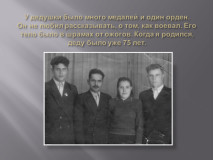 У дедушки было много медалей и один орден.
Он не любил рассказывать, о том, как воевал. Его
тело было в шрамах от ожогов. Когда я родился,
деду было уже 75 лет.